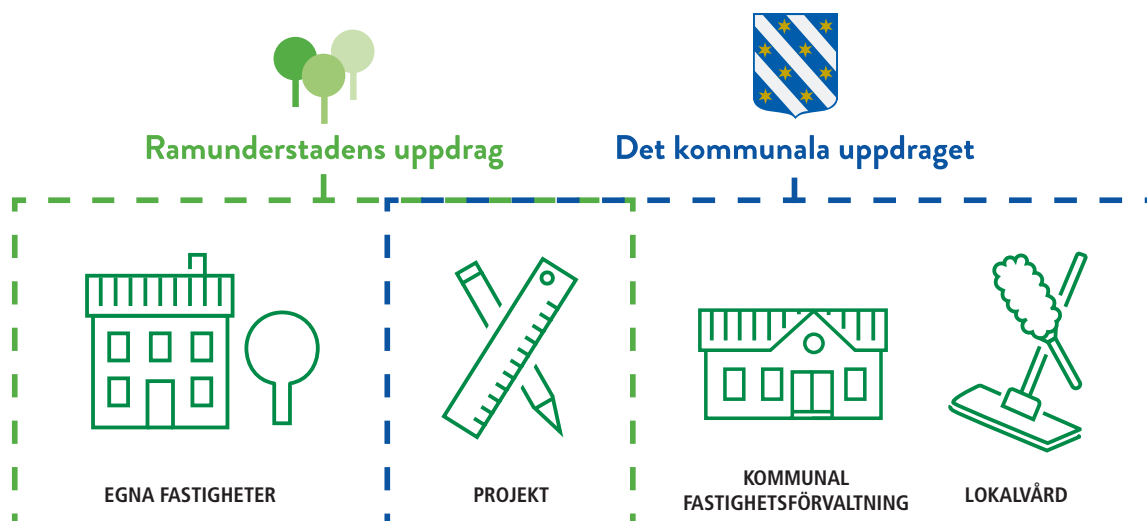 Ramunderstadens uppdrag
Det kommunala uppdraget
EGNA FASTIGHETER
PROJEKT
KOMMUNAL
FASTIGHETSFÖRVALTNING
LOKALVÅRD